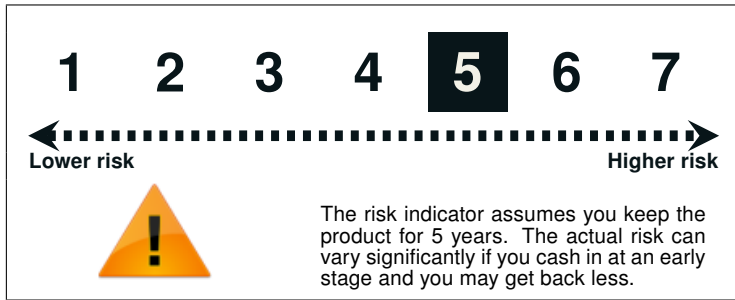 1 2 3 4 5 6 7
Lower risk Higher risk
!
The risk indicator assumes you keep the
product for 5 years. The actual risk can
vary significantly if you cash in at an early
stage and you may get back less.